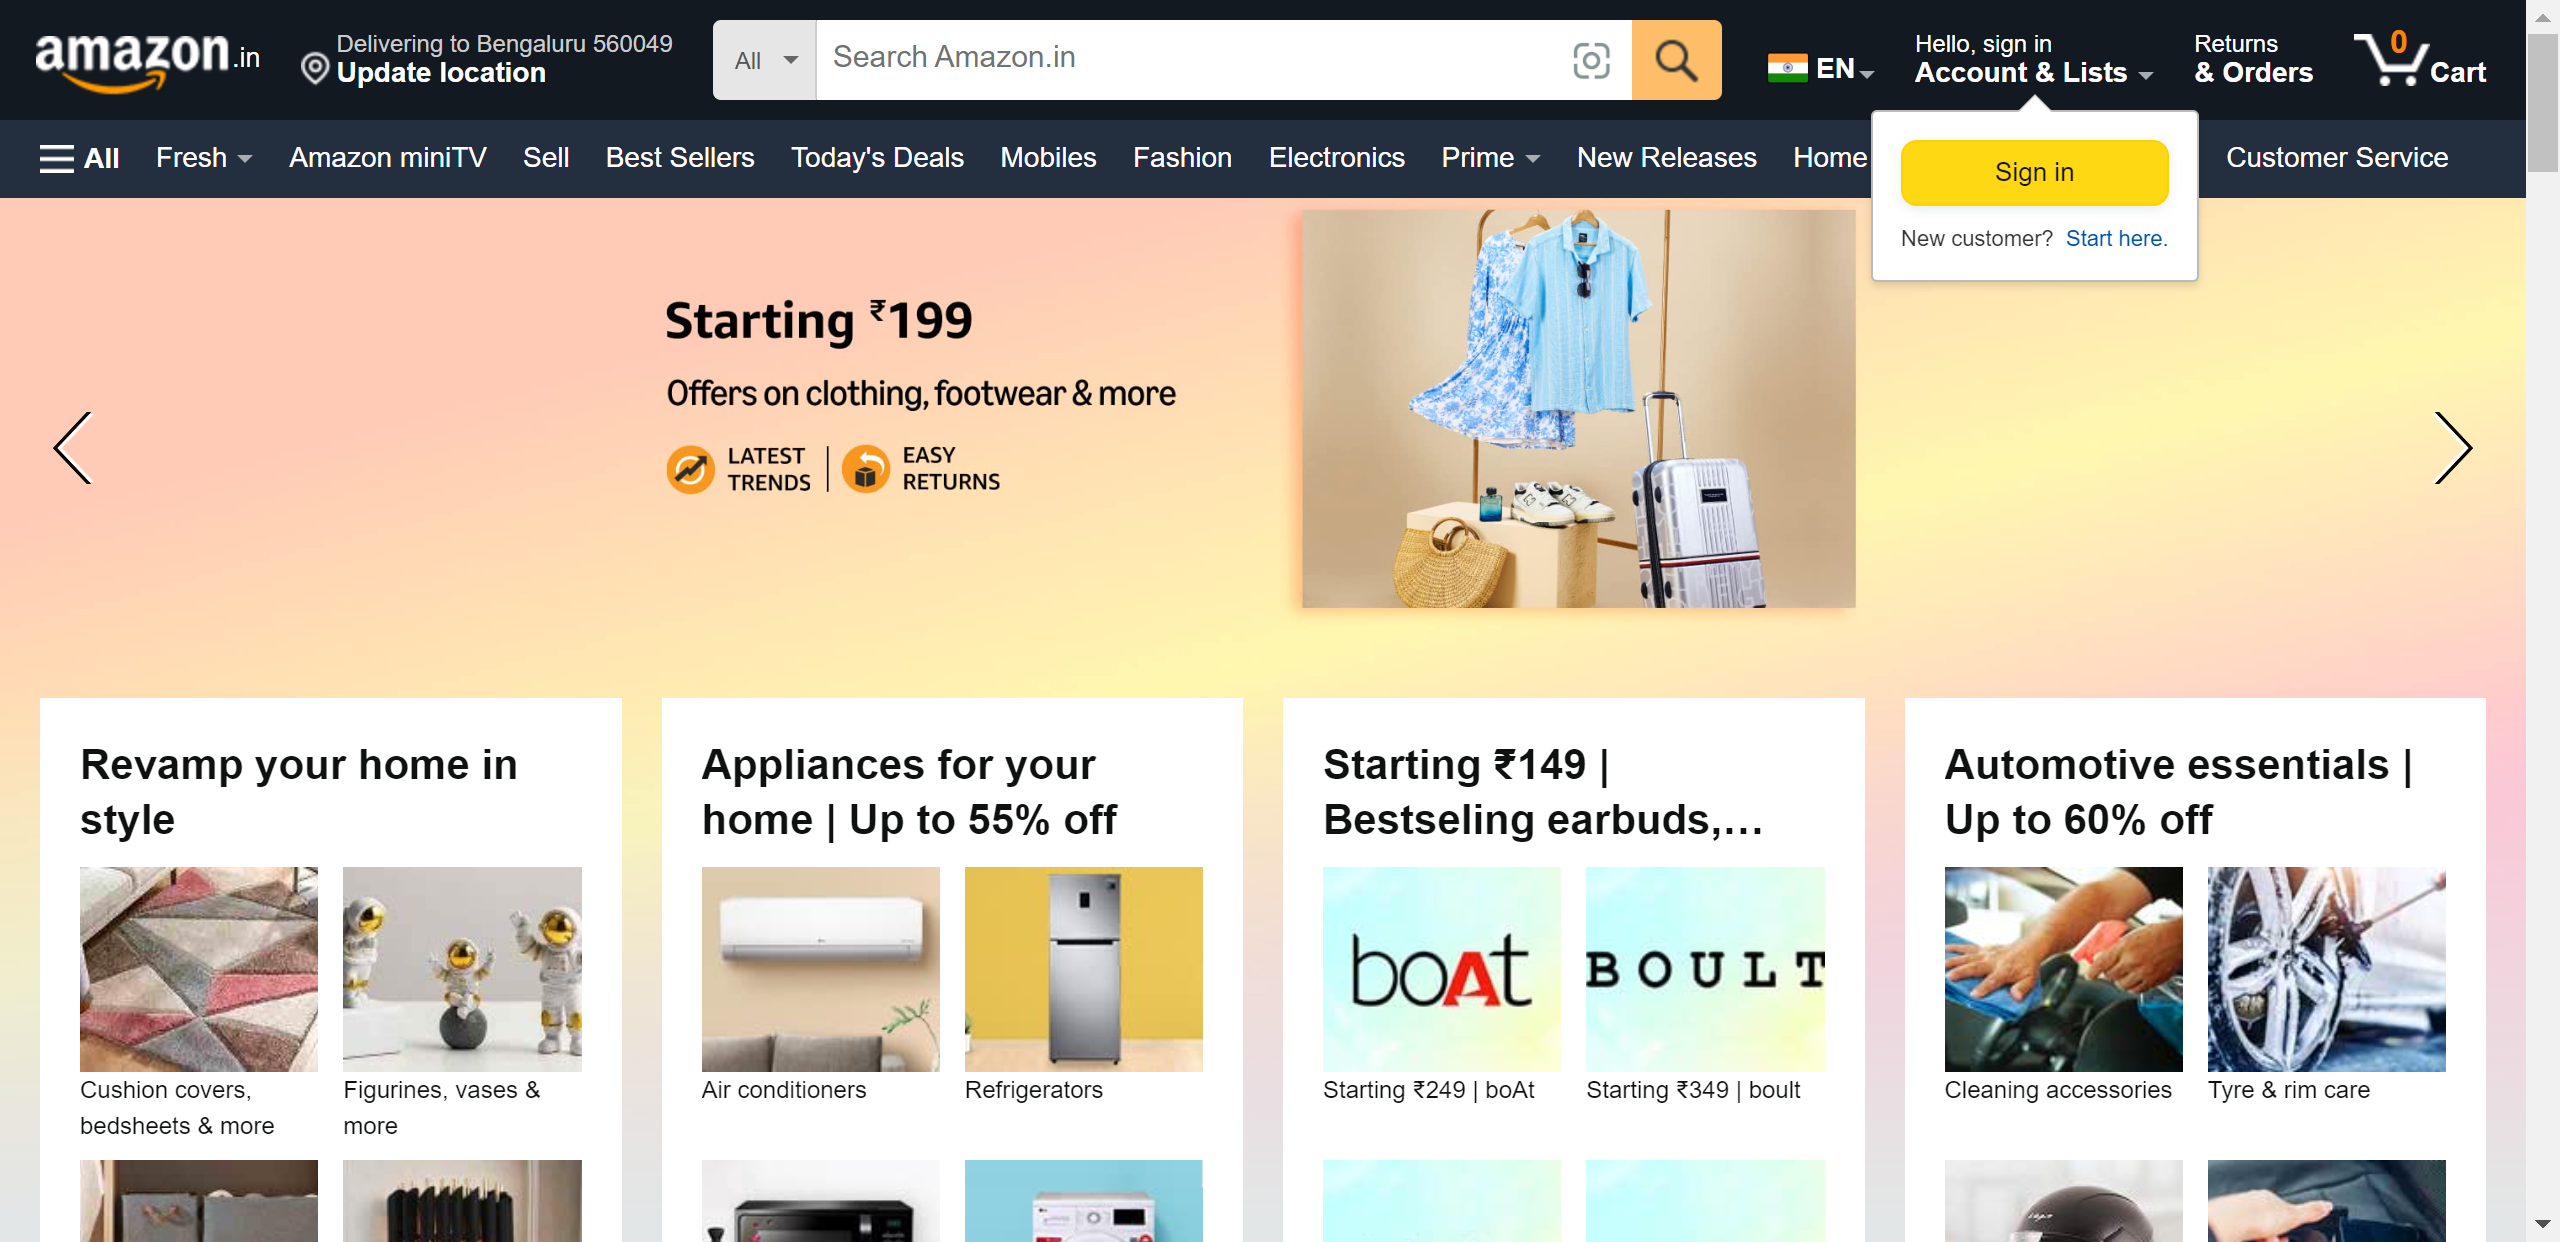 amazon.in
Delivering to Bengaluru 560049
Update location
All
Search Amazon.in
EN
Hello, sign in
Account & Lists
Returns
& Orders
0
Cart
All
Fresh
Amazon miniTV
Sell
Best Sellers
Today's Deals
Mobiles
Fashion
Electronics
Prime
New Releases
Home
Customer Service
Sign in
New customer? Start here.
Starting ₹199
Offers on clothing, footwear & more
LATEST
TRENDS
EASY
RETURNS
Revamp your home in
style
Cushion covers,
bedsheets & more
Figurines, vases &
more
Appliances for your
home | Up to 55% off
Air conditioners
Refrigerators
Starting ₹149 |
Bestseling earbuds,...
boAt
BOULT
Starting ₹249 | boAt
Starting ₹349 | boult
Automotive essentials |
Up to 60% off
Cleaning accessories
Tyre & rim care